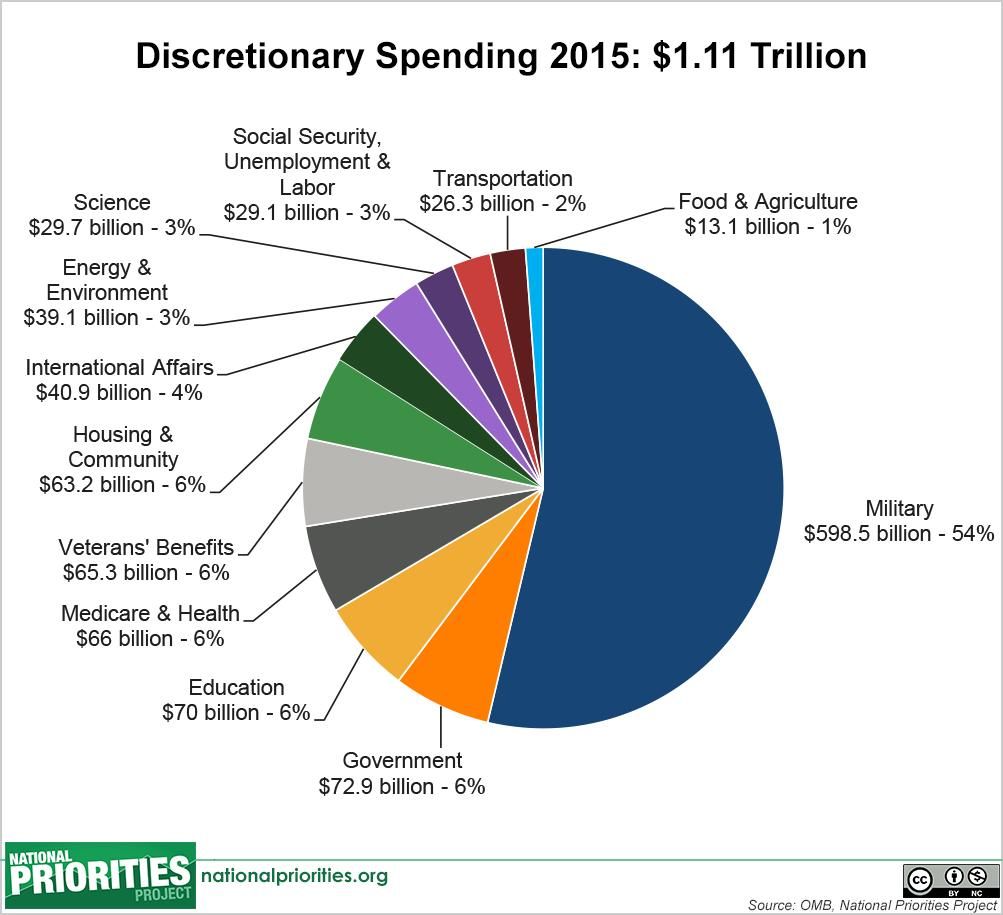 Discretionary Spending 2015: $1.11 Trillion
Social Security,
Unemployment &
Labor
$29.1 billion - 3%
Transportation
$26.3 billion - 2%
Food & Agriculture
$13.1 billion - 1%
Science
$29.7 billion - 3%
Energy &
Environment
$39.1 billion - 3%
International Affairs
$40.9 billion - 4%
Housing &
Community
$63.2 billion - 6%
Military
$598.5 billion - 54%
Veterans' Benefits
$65.3 billion - 6%
Medicare & Health
$66 billion - 6%
Education
$70 billion - 6%
Government
$72.9 billion - 6%
NATIONAL
PRIORITIES
PROJECT
nationalpriorities.org
cc
BY NC
Source: OMB, National Priorities Project